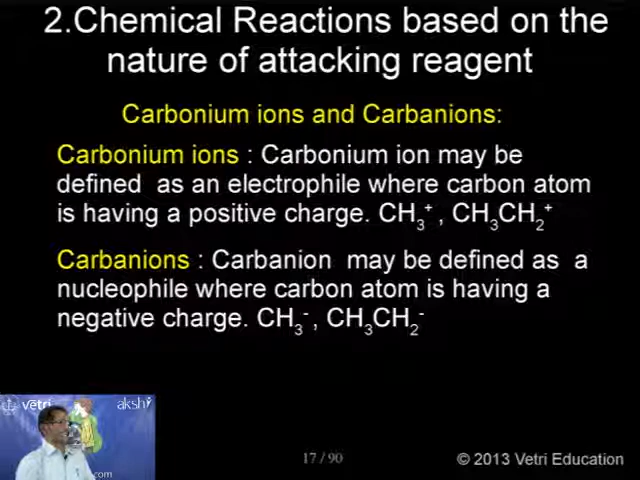 2.Chemical Reactions based on the
nature of attacking reagent
Carbonium ions and Carbanions:
Carbonium ions : Carbonium ion may be
defined as an electrophile where carbon atom
is having a positive charge. CH₃⁺ , CH₃CH₂⁺
Carbanions : Carbanion may be defined as a
nucleophile where carbon atom is having a
negative charge. CH₃⁻ , CH₃CH₂⁻
vetri
akshi
.com
17 / 90
© 2013 Vetri Education